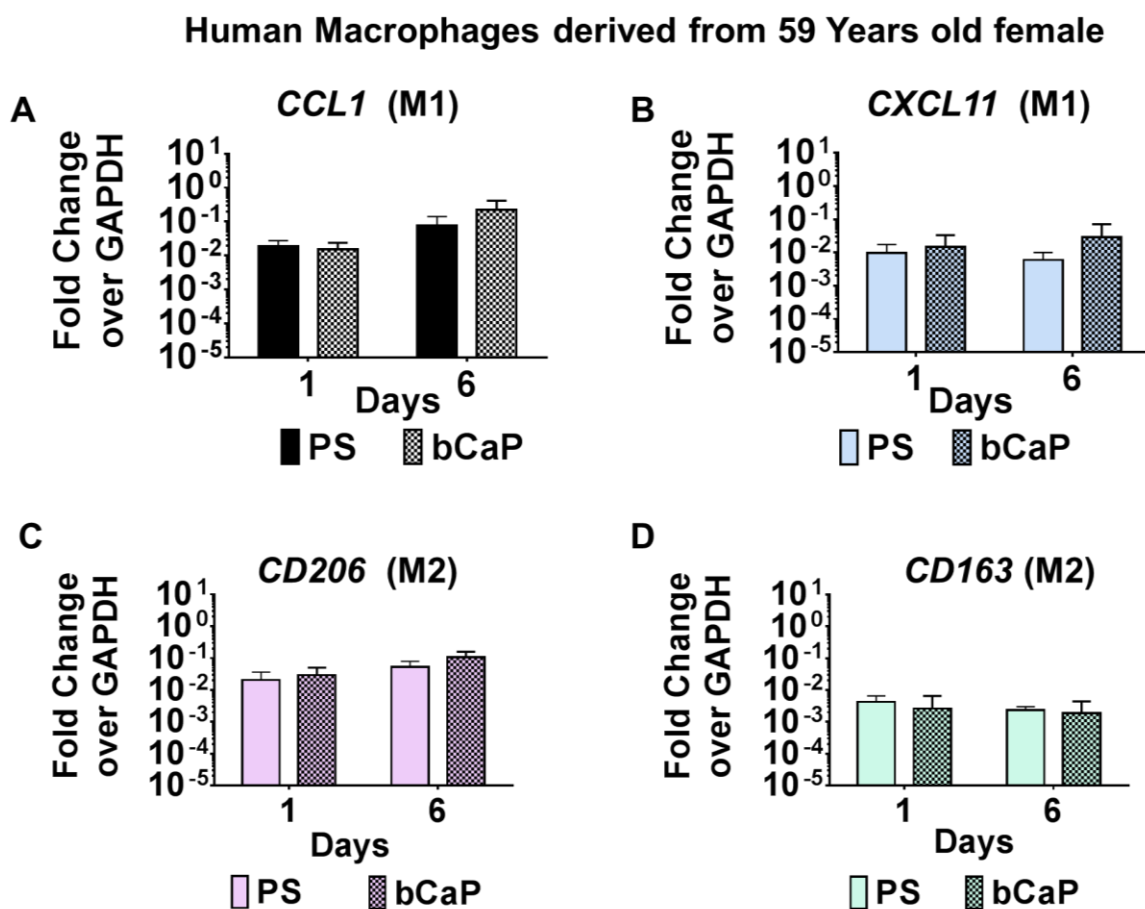 Human Macrophages derived from 59 Years old female
A
CCL1 (M1)
Fold Change
over GAPDH
10^1
10^0
10^-1
10^-2
10^-3
10^-4
10^-5
1 6
Days
PS bCaP
B
CXCL11 (M1)
Fold Change
over GAPDH
10^1
10^0
10^-1
10^-2
10^-3
10^-4
10^-5
1 6
Days
PS bCaP
C
CD206 (M2)
Fold Change
over GAPDH
10^1
10^0
10^-1
10^-2
10^-3
10^-4
10^-5
1 6
Days
PS bCaP
D
CD163 (M2)
Fold Change
over GAPDH
10^1
10^0
10^-1
10^-2
10^-3
10^-4
10^-5
1 6
Days
PS bCaP